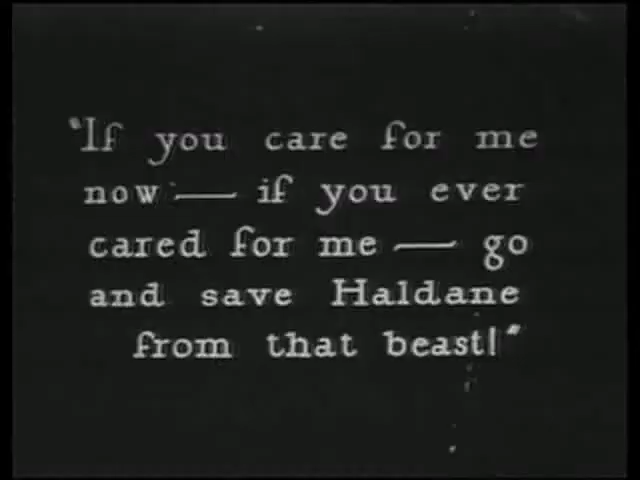 "If you care for me
now — if you ever
cared for me — go
and save Haldane
from that beast!"